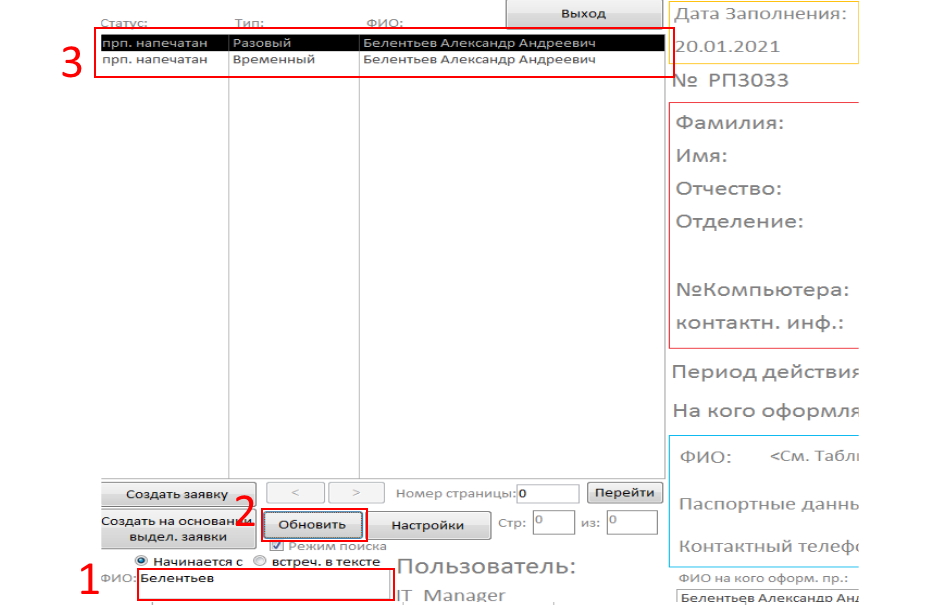 Статус: Тип: ФИО: Выход
прп. напечатан Разовый Белентьев Александр Андреевич
прп. напечатан Временный Белентьев Александр Андреевич
3
Создать заявку < > Номер страницы: 0 Перейти
2
Создать на основании выдел. заявки Обновить Настройки Стр: 0 из: 0
Режим поиска
Начинается с встреч. в тексте
1
ФИО: Белентьев
Пользователь:
IT Manager
Дата Заполнения:
20.01.2021
№ РП3033
Фамилия:
Имя:
Отчество:
Отделение:
№Компьютера:
контактн. инф.:
Период действия
На кого оформля
ФИО: <См. Табли
Паспортные данны
Контактный телефо
ФИО на кого оформ. пр.:
Белентьев Александр Анд